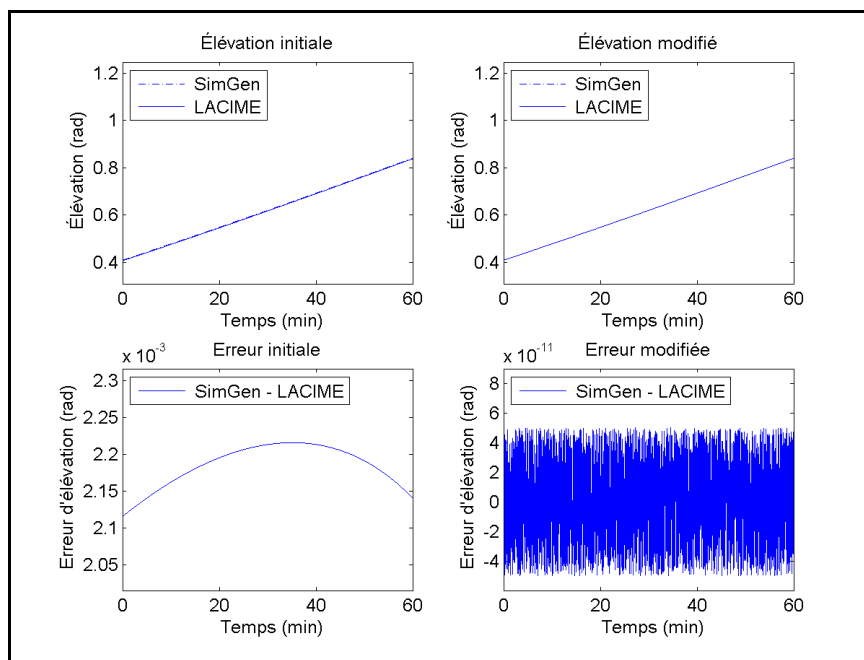 Élévation initiale
1.2
1
0.8
0.6
0.4
Élévation (rad)
SimGen
LACIME
0
20
40
60
Temps (min)
Élévation modifié
1.2
1
0.8
0.6
0.4
Élévation (rad)
SimGen
LACIME
0
20
40
60
Temps (min)
Erreur initiale
x 10-3
2.3
2.25
2.2
2.15
2.1
2.05
Erreur d'élévation (rad)
SimGen - LACIME
0
20
40
60
Temps (min)
Erreur modifiée
x 10-11
8
6
4
2
0
-2
-4
Erreur d'élévation (rad)
SimGen - LACIME
0
20
40
60
Temps (min)